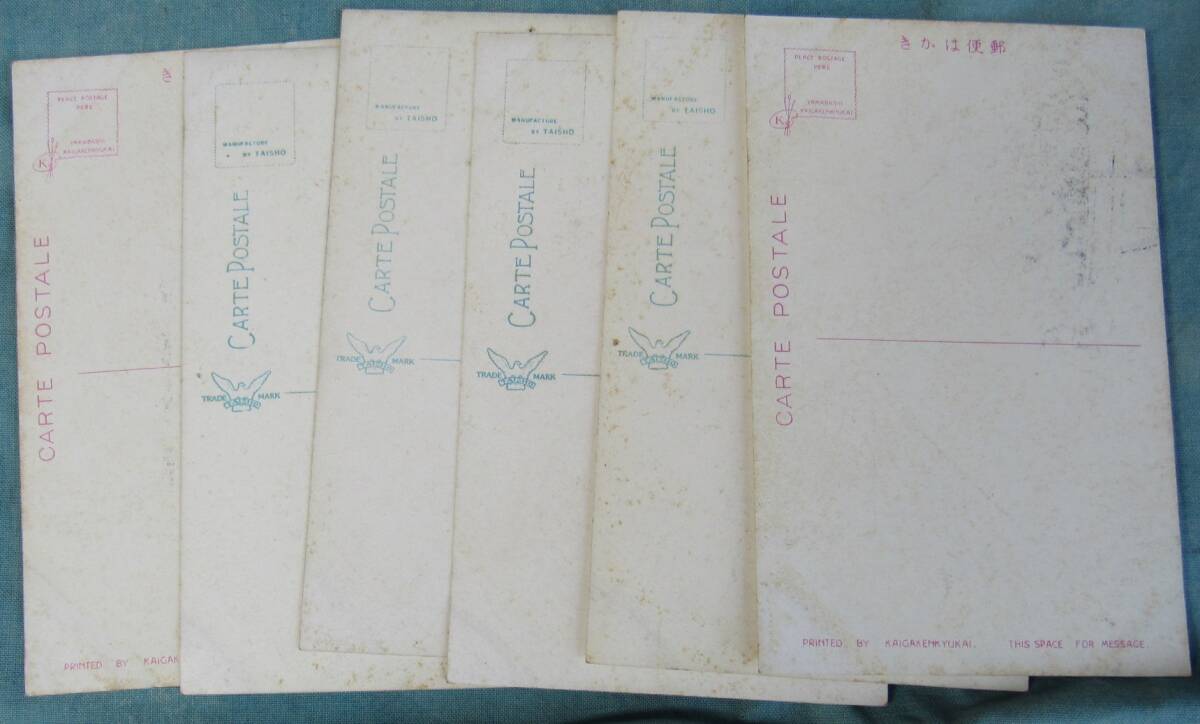 き
PLACE POSTAGE
HERE
KAIGAKENKYUKAI
K
CARTE POSTALE
PRINTED BY KAIGAK
MANUFACTURE
BY TAISHO
CARTE POSTALE
TRADE MARK
MANUFACTURE
BY TAISHO
CARTE POSTALE
TRADE MARK
MANUFACTURE
BY TAISHO
CARTE POSTALE
TRADE MARK
MANUFACTURE
BY TAISHO
CARTE POSTALE
TRADE MARK
きかは便郵
PLACE POSTAGE
HERE
KAIGAKENKYUKAI
K
CARTE POSTALE
PRINTED BY KAIGAKENKYUKAI. THIS SPACE FOR MESSAGE.